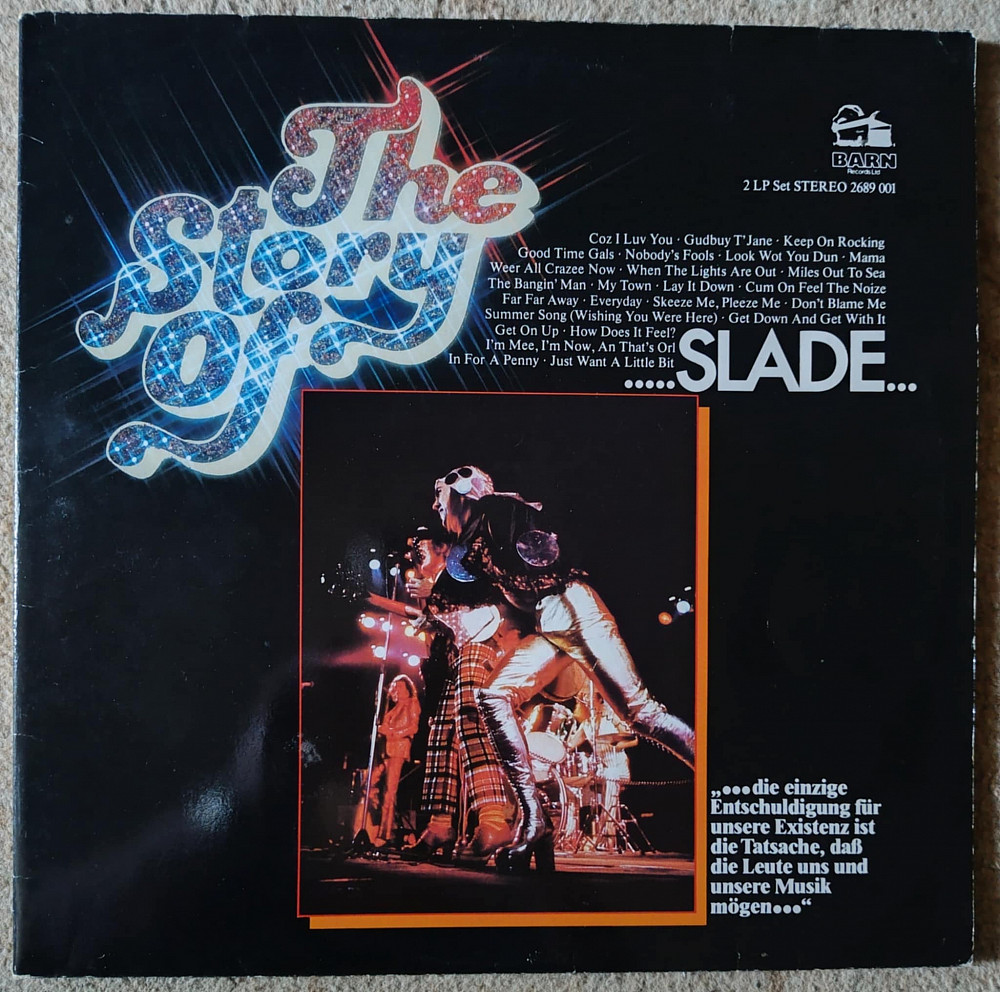 The
Story
Of
BARN
Records Ltd
2 LP Set STEREO 2689 001
Coz I Luv You · Gudbuy T'Jane · Keep On Rocking
Good Time Gals · Nobody's Fools · Look Wot You Dun · Mama
Weer All Crazee Now · When The Lights Are Out · Miles Out To Sea
The Bangin' Man · My Town · Lay It Down · Cum On Feel The Noize
Far Far Away · Everyday · Skeeze Me, Pleeze Me · Don't Blame Me
Summer Song (Wishing You Were Here) · Get Down And Get With It
Get On Up · How Does It Feel?
I'm Mee, I'm Now, An That's Orl
In For A Penny · Just Want A Little Bit
.....SLADE...
„...die einzige
Entschuldigung für
unsere Existenz ist
die Tatsache, daß
die Leute uns und
unsere Musik
mögen...“